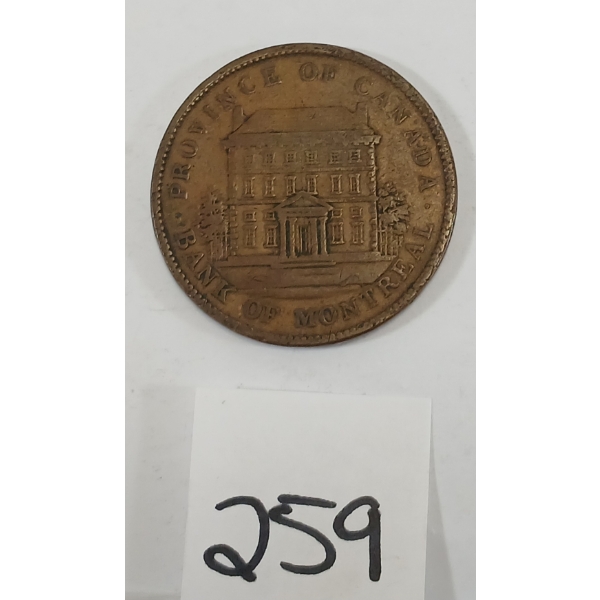 PROVINCE OF CANADA
BANK OF MONTREAL
259